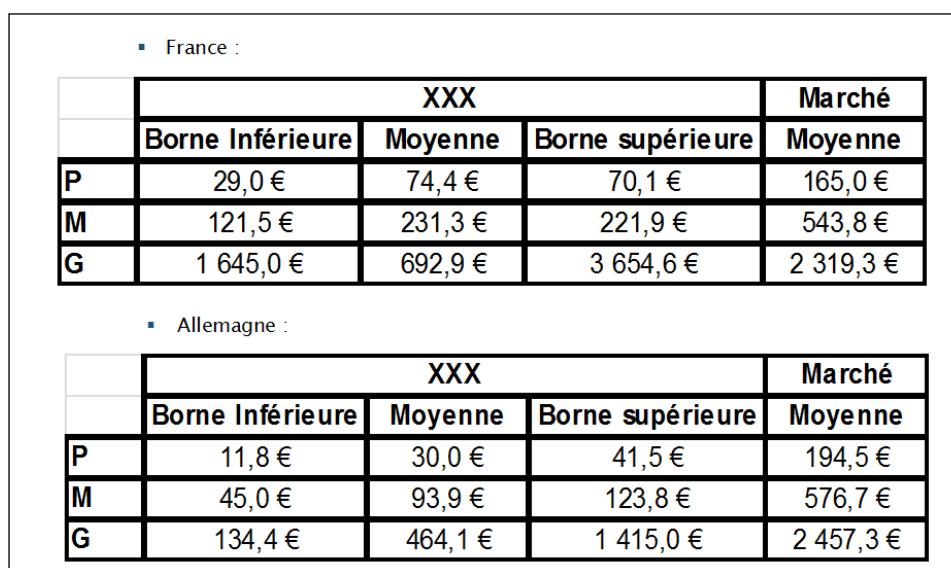 ▪ France :
XXX Marché
Borne Inférieure Moyenne Borne supérieure Moyenne
P 29,0 € 74,4 € 70,1 € 165,0 €
M 121,5 € 231,3 € 221,9 € 543,8 €
G 1 645,0 € 692,9 € 3 654,6 € 2 319,3 €
▪ Allemagne :
XXX Marché
Borne Inférieure Moyenne Borne supérieure Moyenne
P 11,8 € 30,0 € 41,5 € 194,5 €
M 45,0 € 93,9 € 123,8 € 576,7 €
G 134,4 € 464,1 € 1 415,0 € 2 457,3 €